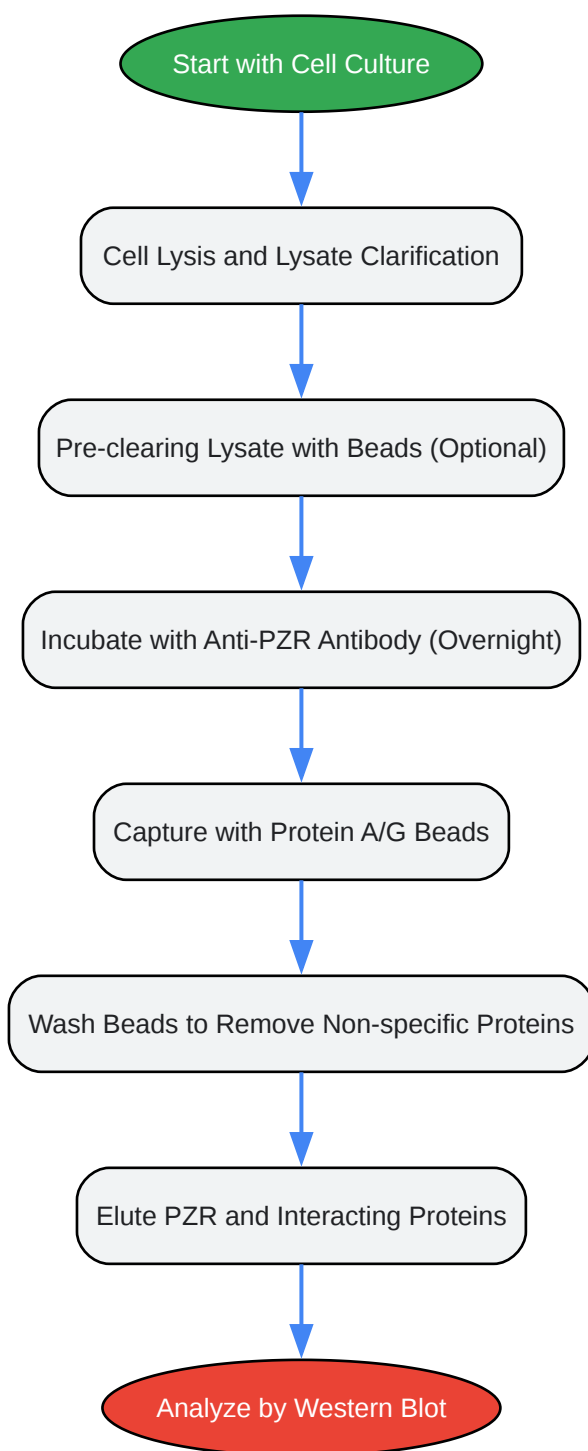 Start with Cell Culture
Cell Lysis and Lysate Clarification
Pre-clearing Lysate with Beads (Optional)
Incubate with Anti-PZR Antibody (Overnight)
Capture with Protein A/G Beads
Wash Beads to Remove Non-specific Proteins
Elute PZR and Interacting Proteins
Analyze by Western Blot